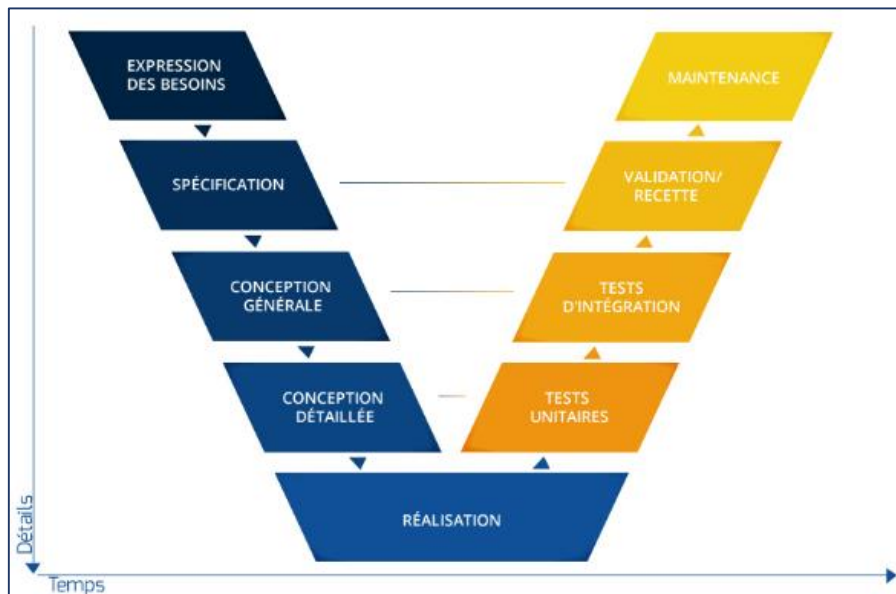 EXPRESSION
DES BESOINS
MAINTENANCE
SPÉCIFICATION
VALIDATION/
RECETTE
CONCEPTION
GÉNÉRALE
TESTS
D'INTÉGRATION
CONCEPTION
DÉTAILLÉE
TESTS
UNITAIRES
RÉALISATION
Détails
Temps